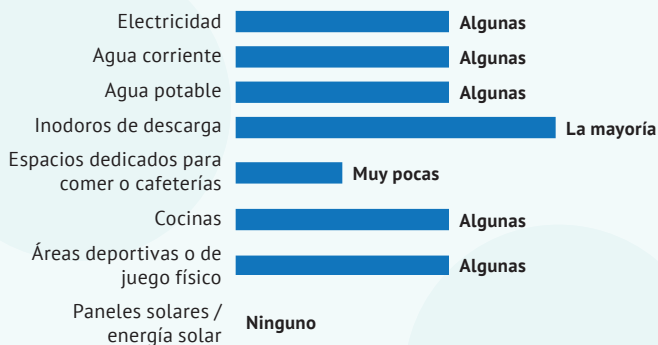 Electricidad Algunas
Agua corriente Algunas
Agua potable Algunas
Inodoros de descarga La mayoría
Espacios dedicados para
comer o cafeterías Muy pocas
Cocinas Algunas
Áreas deportivas o de
juego físico Algunas
Paneles solares /
energía solar Ninguno